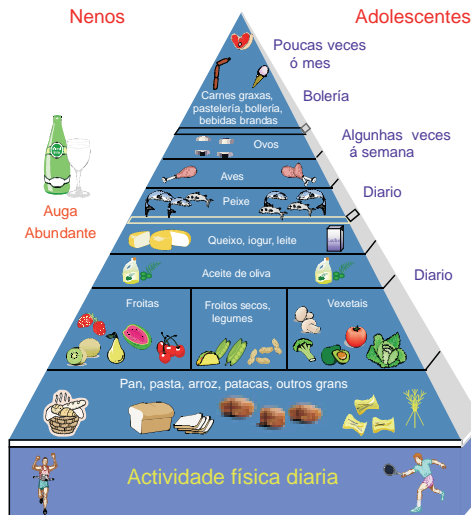 Nenos
Adolescentes
Poucas veces
ó mes
Carnes graxas,
pastelería, bollería,
bebidas brandas
Bolería
Ovos
Algunhas veces
á semana
Aves
Diario
Peixe
Auga
Abundante
Queixo, iogur, leite
Aceite de oliva
Diario
Froitas
Froitos secos,
legumes
Vexetais
Pan, pasta, arroz, patacas, outros grans
Actividade física diaria